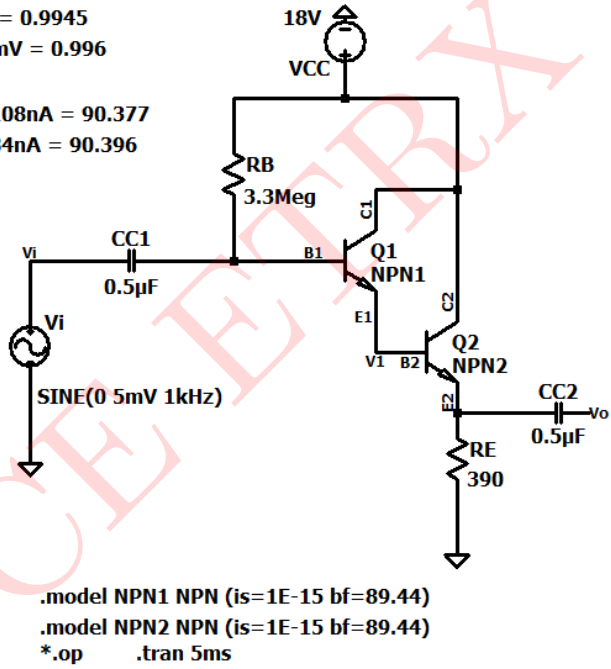 = 0.9945
mV = 0.996
08nA = 90.377
4nA = 90.396
18V
VCC
RB
3.3Meg
C1
CC1
Vi
B1
Q1
NPN1
0.5µF
E1
C2
Vi
V1
B2
Q2
NPN2
SINE(0 5mV 1kHz)
E2
CC2
Vo
0.5µF
RE
390
CE ETRX
.model NPN1 NPN (is=1E-15 bf=89.44)
.model NPN2 NPN (is=1E-15 bf=89.44)
*.op .tran 5ms